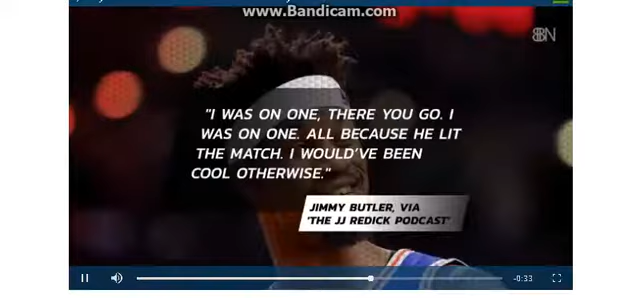 www.Bandicam.com
BBN
"I WAS ON ONE, THERE YOU GO. I
WAS ON ONE. ALL BECAUSE HE LIT
THE MATCH. I WOULD'VE BEEN
COOL OTHERWISE."
JIMMY BUTLER, VIA
'THE JJ REDICK PODCAST'
-0:33